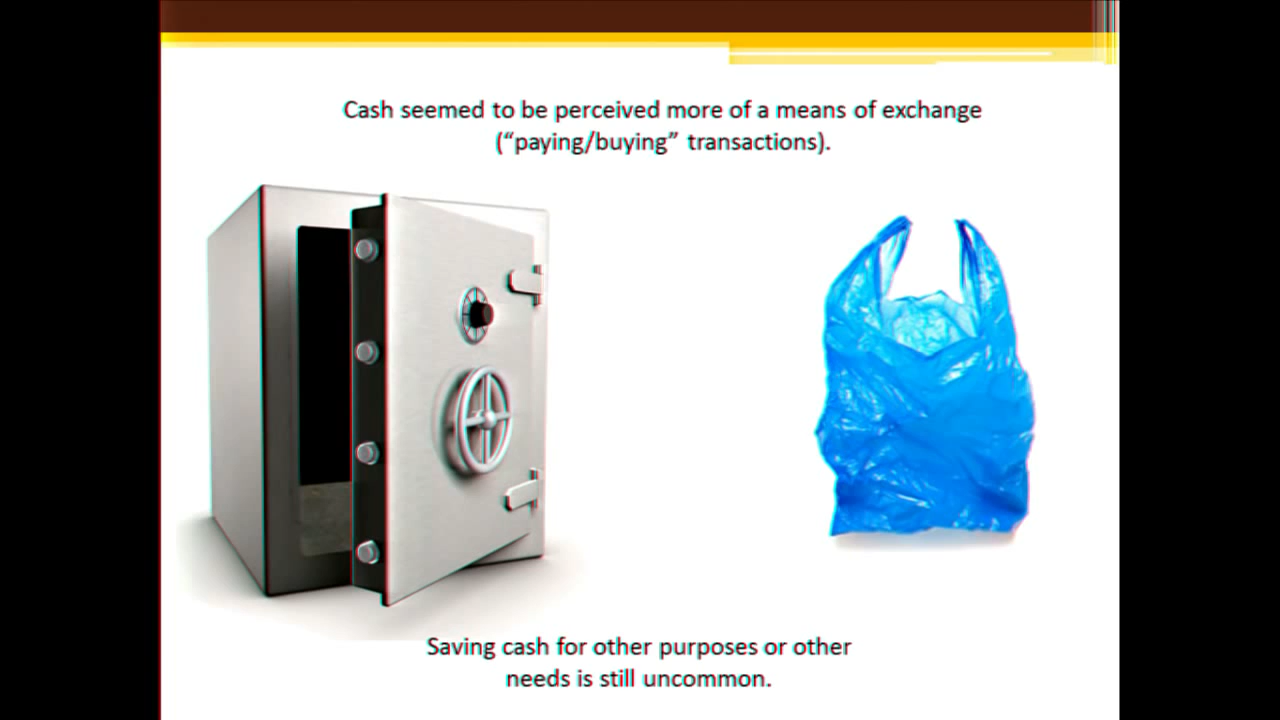 Cash seemed to be perceived more of a means of exchange
(“paying/buying” transactions).
Saving cash for other purposes or other
needs is still uncommon.